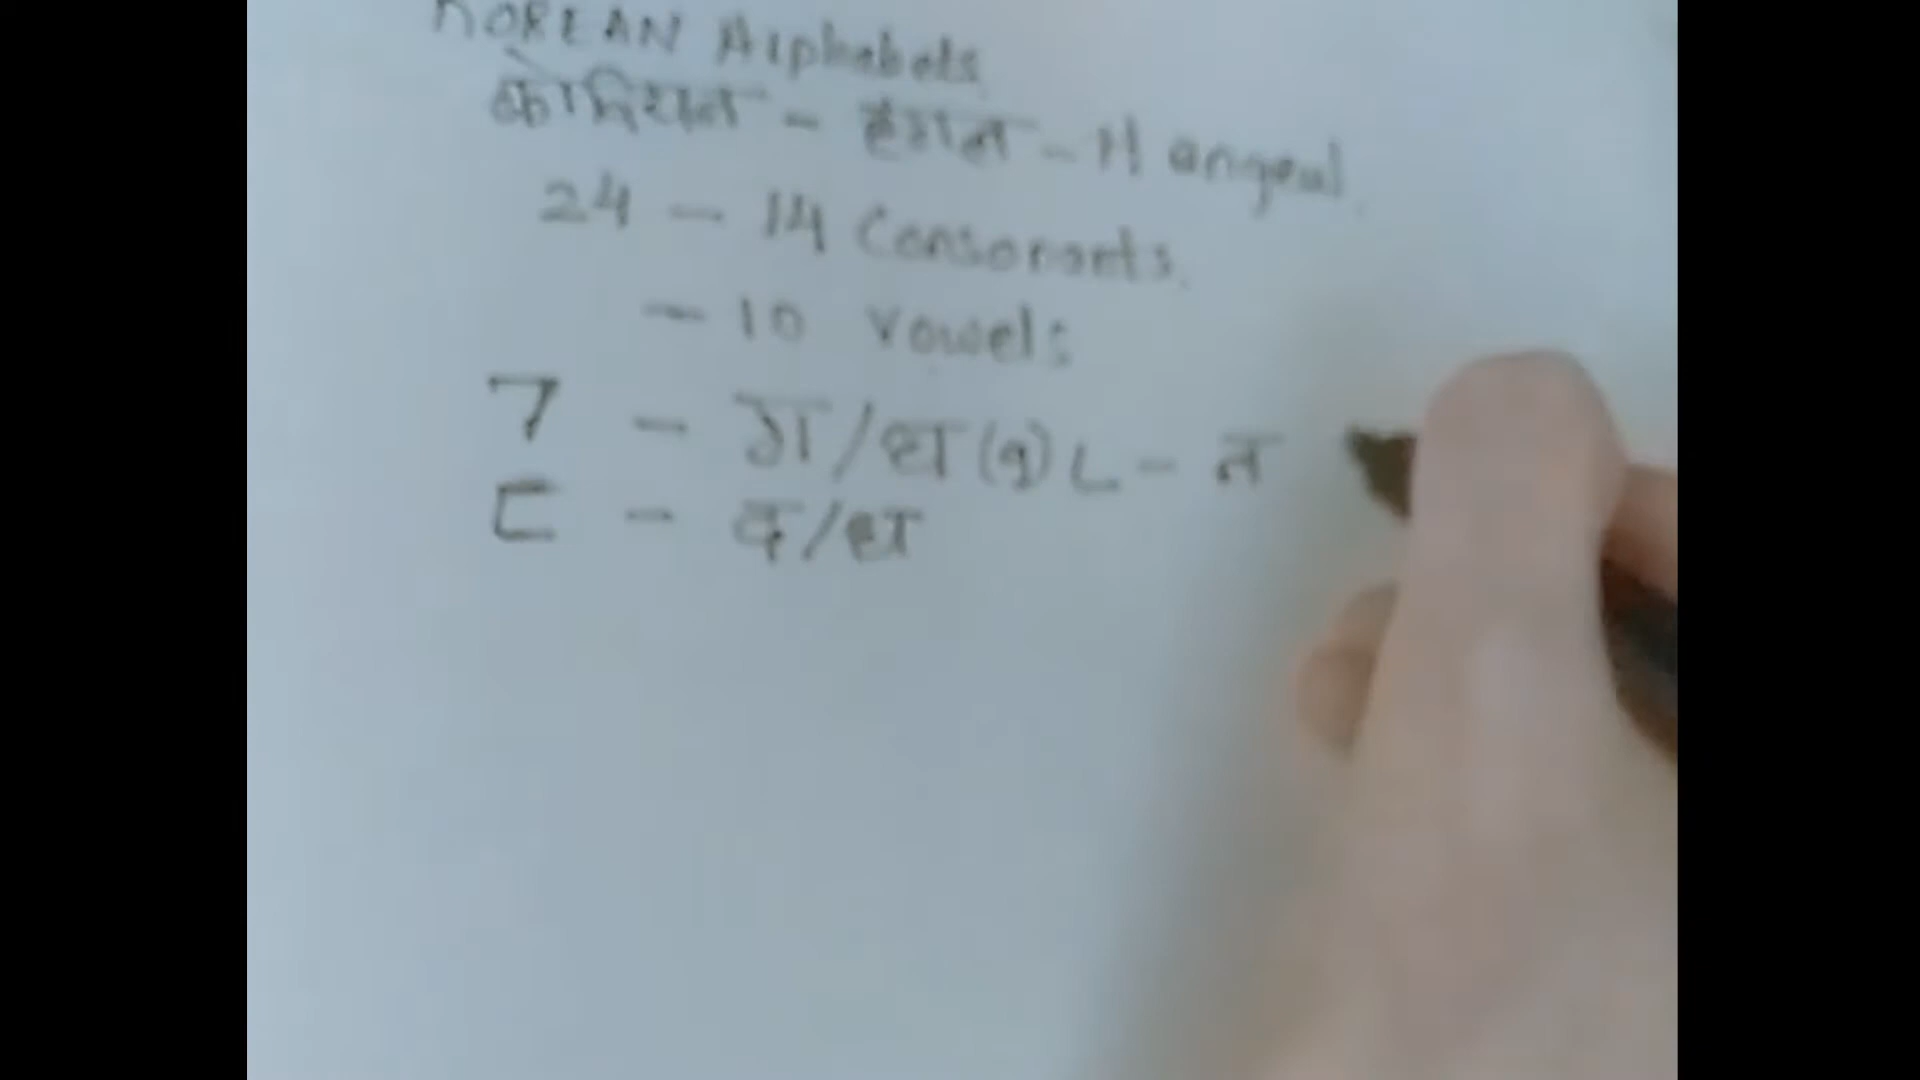 KOREAN Alphabets
कोरियन - हंगल - Hangeul.
24 - 14 Consonants.
- 10 Vowels
ㄱ - ग/घ (g) ㄴ - न
ㄷ - द/ध